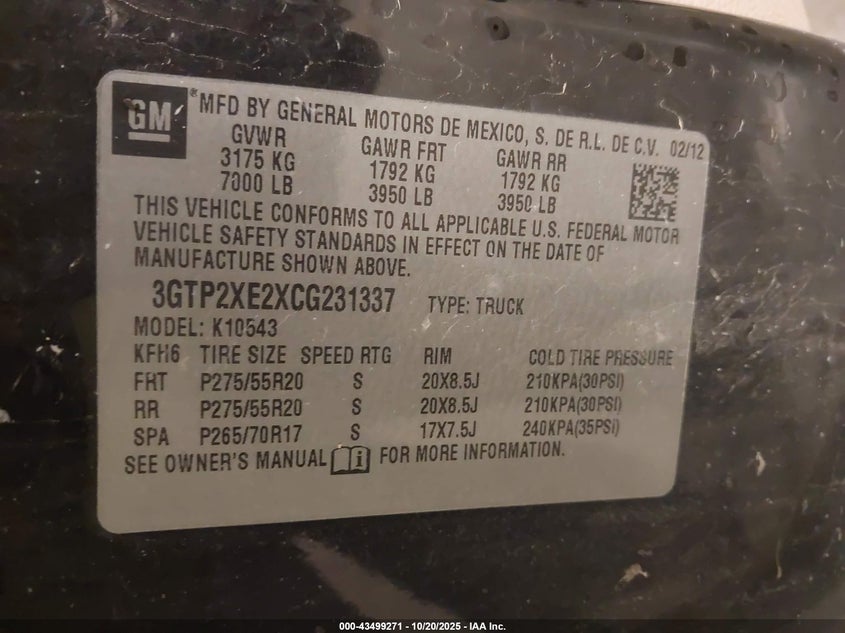 GM
®MFD BY GENERAL MOTORS DE MEXICO, S. DE R.L. DE C.V. 02/12
GVWR GAWR FRT GAWR RR
3175 KG 1792 KG 1792 KG
7000 LB 3950 LB 3950 LB
THIS VEHICLE CONFORMS TO ALL APPLICABLE U.S. FEDERAL MOTOR
VEHICLE SAFETY STANDARDS IN EFFECT ON THE DATE OF
MANUFACTURE SHOWN ABOVE.
3GTP2XE2XCG231337 TYPE: TRUCK
MODEL: K10543
KFH6 TIRE SIZE SPEED RTG RIM COLD TIRE PRESSURE
FRT P275/55R20 S 20X8.5J 210KPA(30PSI)
RR P275/55R20 S 20X8.5J 210KPA(30PSI)
SPA P265/70R17 S 17X7.5J 240KPA(35PSI)
SEE OWNER'S MANUAL FOR MORE INFORMATION.
000-43499271 | 10/20/2025 - IAA Inc.